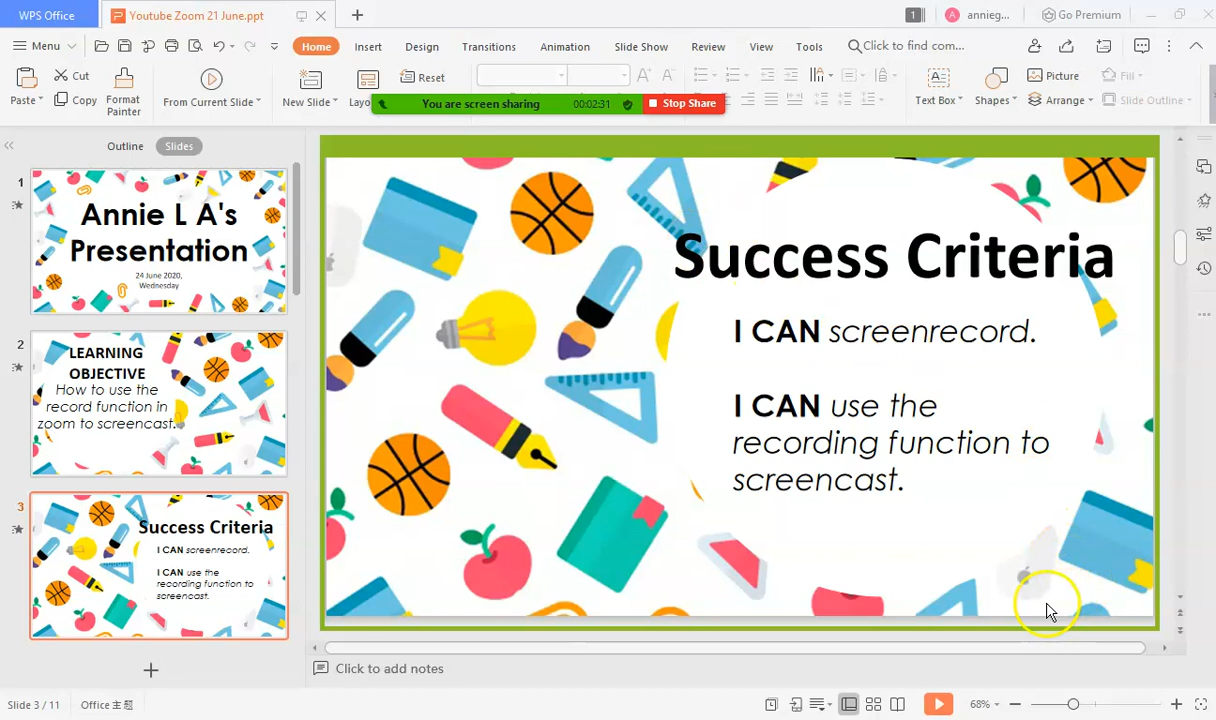 WPS Office
Youtube Zoom 21 June.ppt
1
annieg...
Go Premium
Menu
Home
Insert
Design
Transitions
Animation
Slide Show
Review
View
Tools
Click to find com...
Paste
Cut
Copy
Format
Painter
From Current Slide
New Slide
Layo
Reset
You are screen sharing
00:02:31
Stop Share
Text Box
Shapes
Picture
Arrange
Fill
Slide Outline
Outline
Slides
1
Annie L A's
Presentation
24 June 2020,
Wednesday
2
LEARNING
OBJECTIVE
How to use the
record function in
zoom to screencast.
3
Success Criteria
I CAN screenrecord.
I CAN use the
recording function to
screencast.
Success Criteria
I CAN screenrecord.
I CAN use the
recording function to
screencast.
Click to add notes
Slide 3 / 11
Office 主题
68%